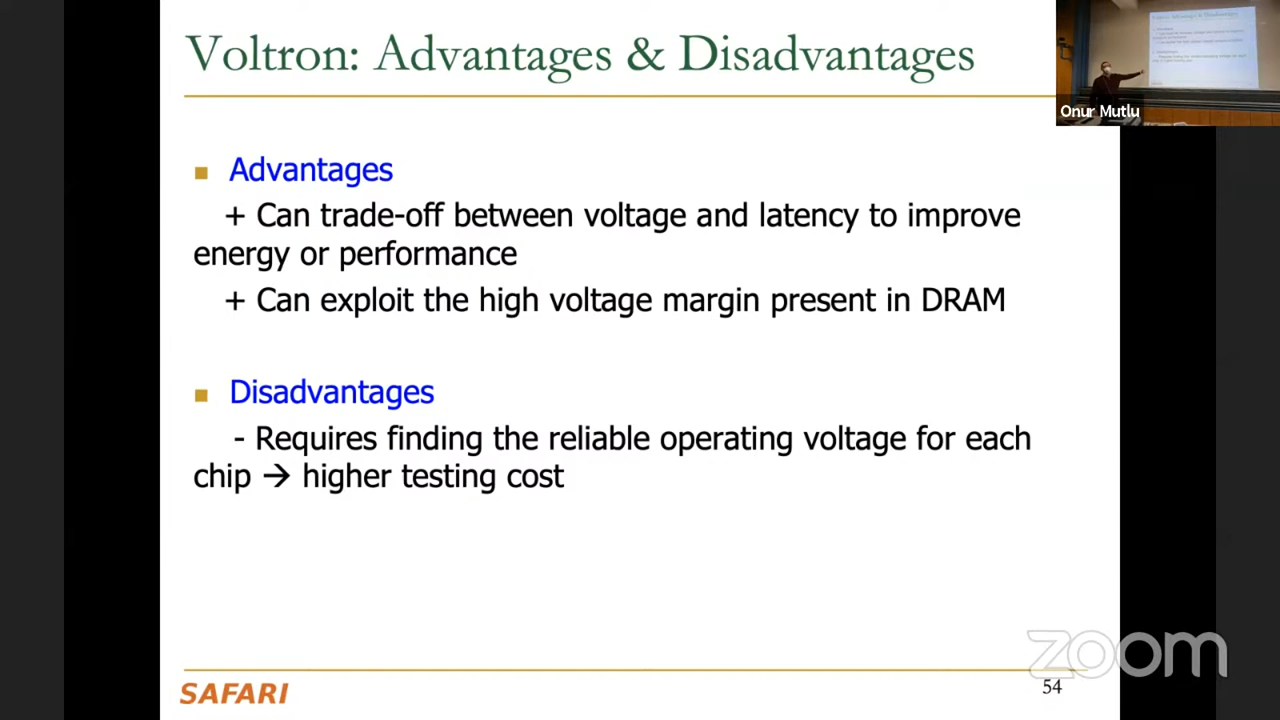 Voltron: Advantages & Disadvantages
Onur Mutlu
■ Advantages
+ Can trade-off between voltage and latency to improve
energy or performance
+ Can exploit the high voltage margin present in DRAM
■ Disadvantages
- Requires finding the reliable operating voltage for each
chip → higher testing cost
zoom
SAFARI
54